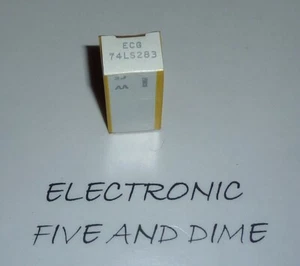 ECG
74LS283
ELECTRONIC
FIVE AND DIME